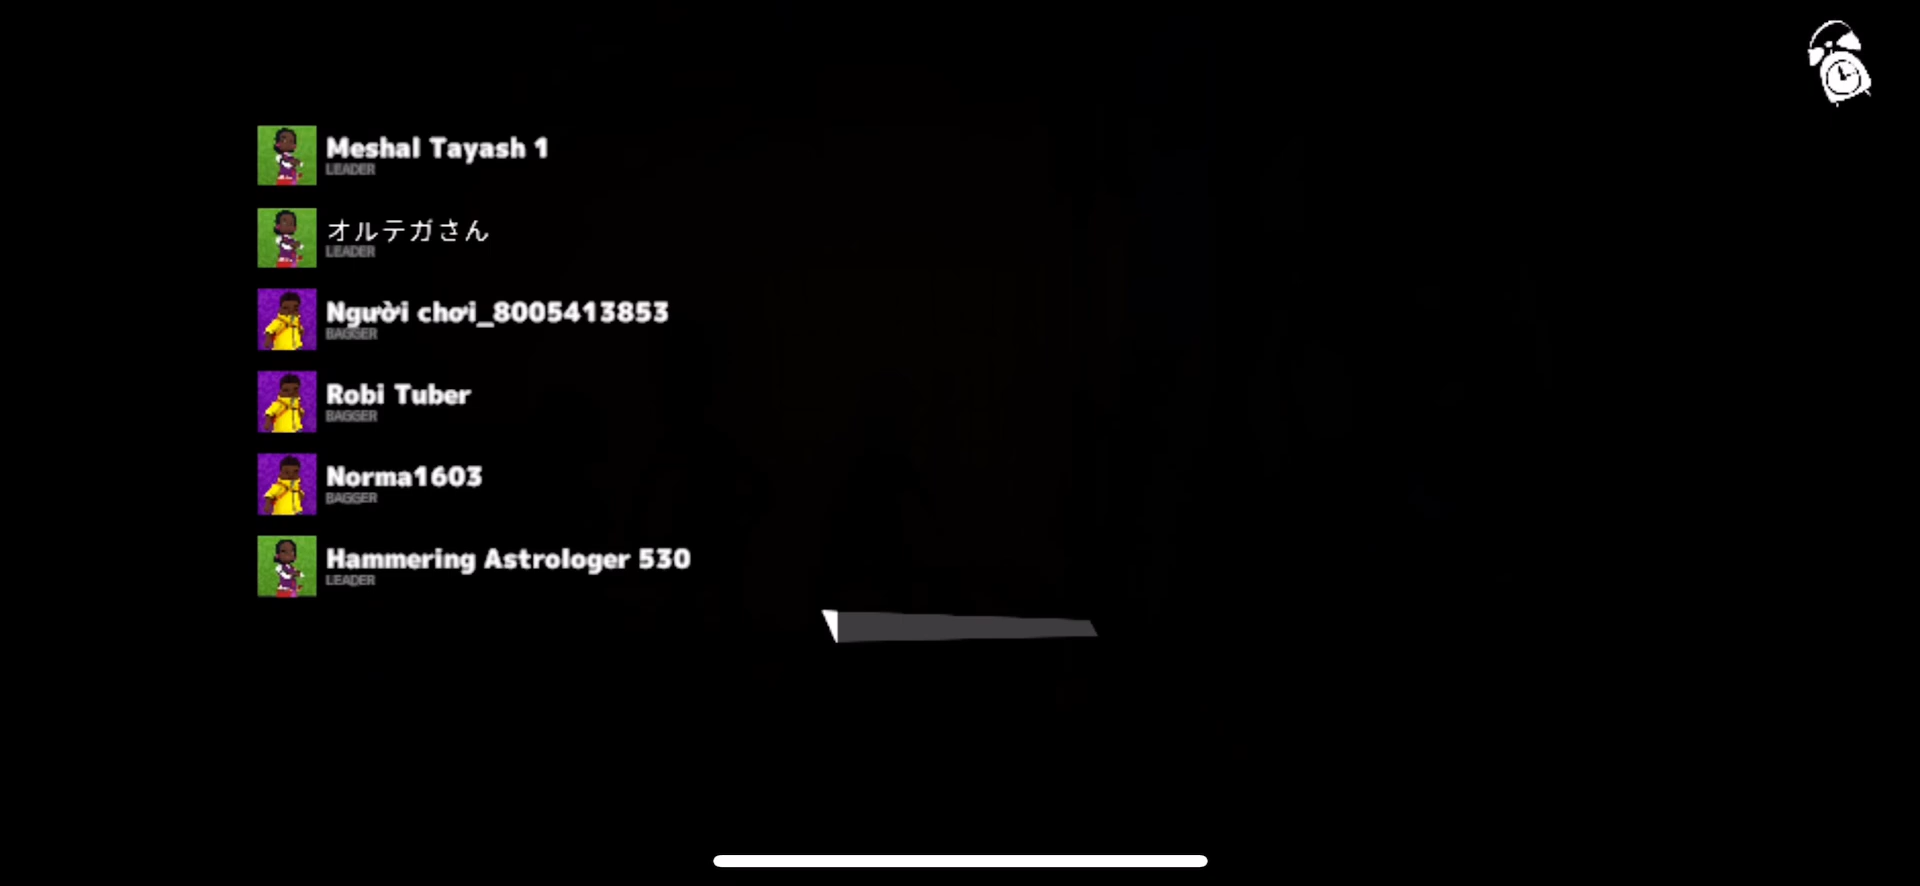 Meshal Tayash 1
LEADER
オルテガさん
LEADER
Người chơi_8005413853
BAGGER
Robi Tuber
BAGGER
Norma1603
BAGGER
Hammering Astrologer 530
LEADER